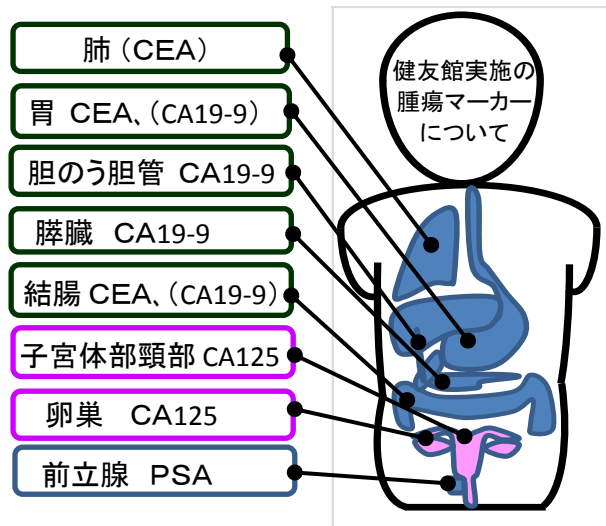 肺（CEA）
胃 CEA、（CA19-9）
胆のう胆管 CA19-9
膵臓 CA19-9
結腸 CEA、（CA19-9）
子宮体部頸部 CA125
卵巣 CA125
前立腺 PSA
健友館実施の
腫瘍マーカー
について